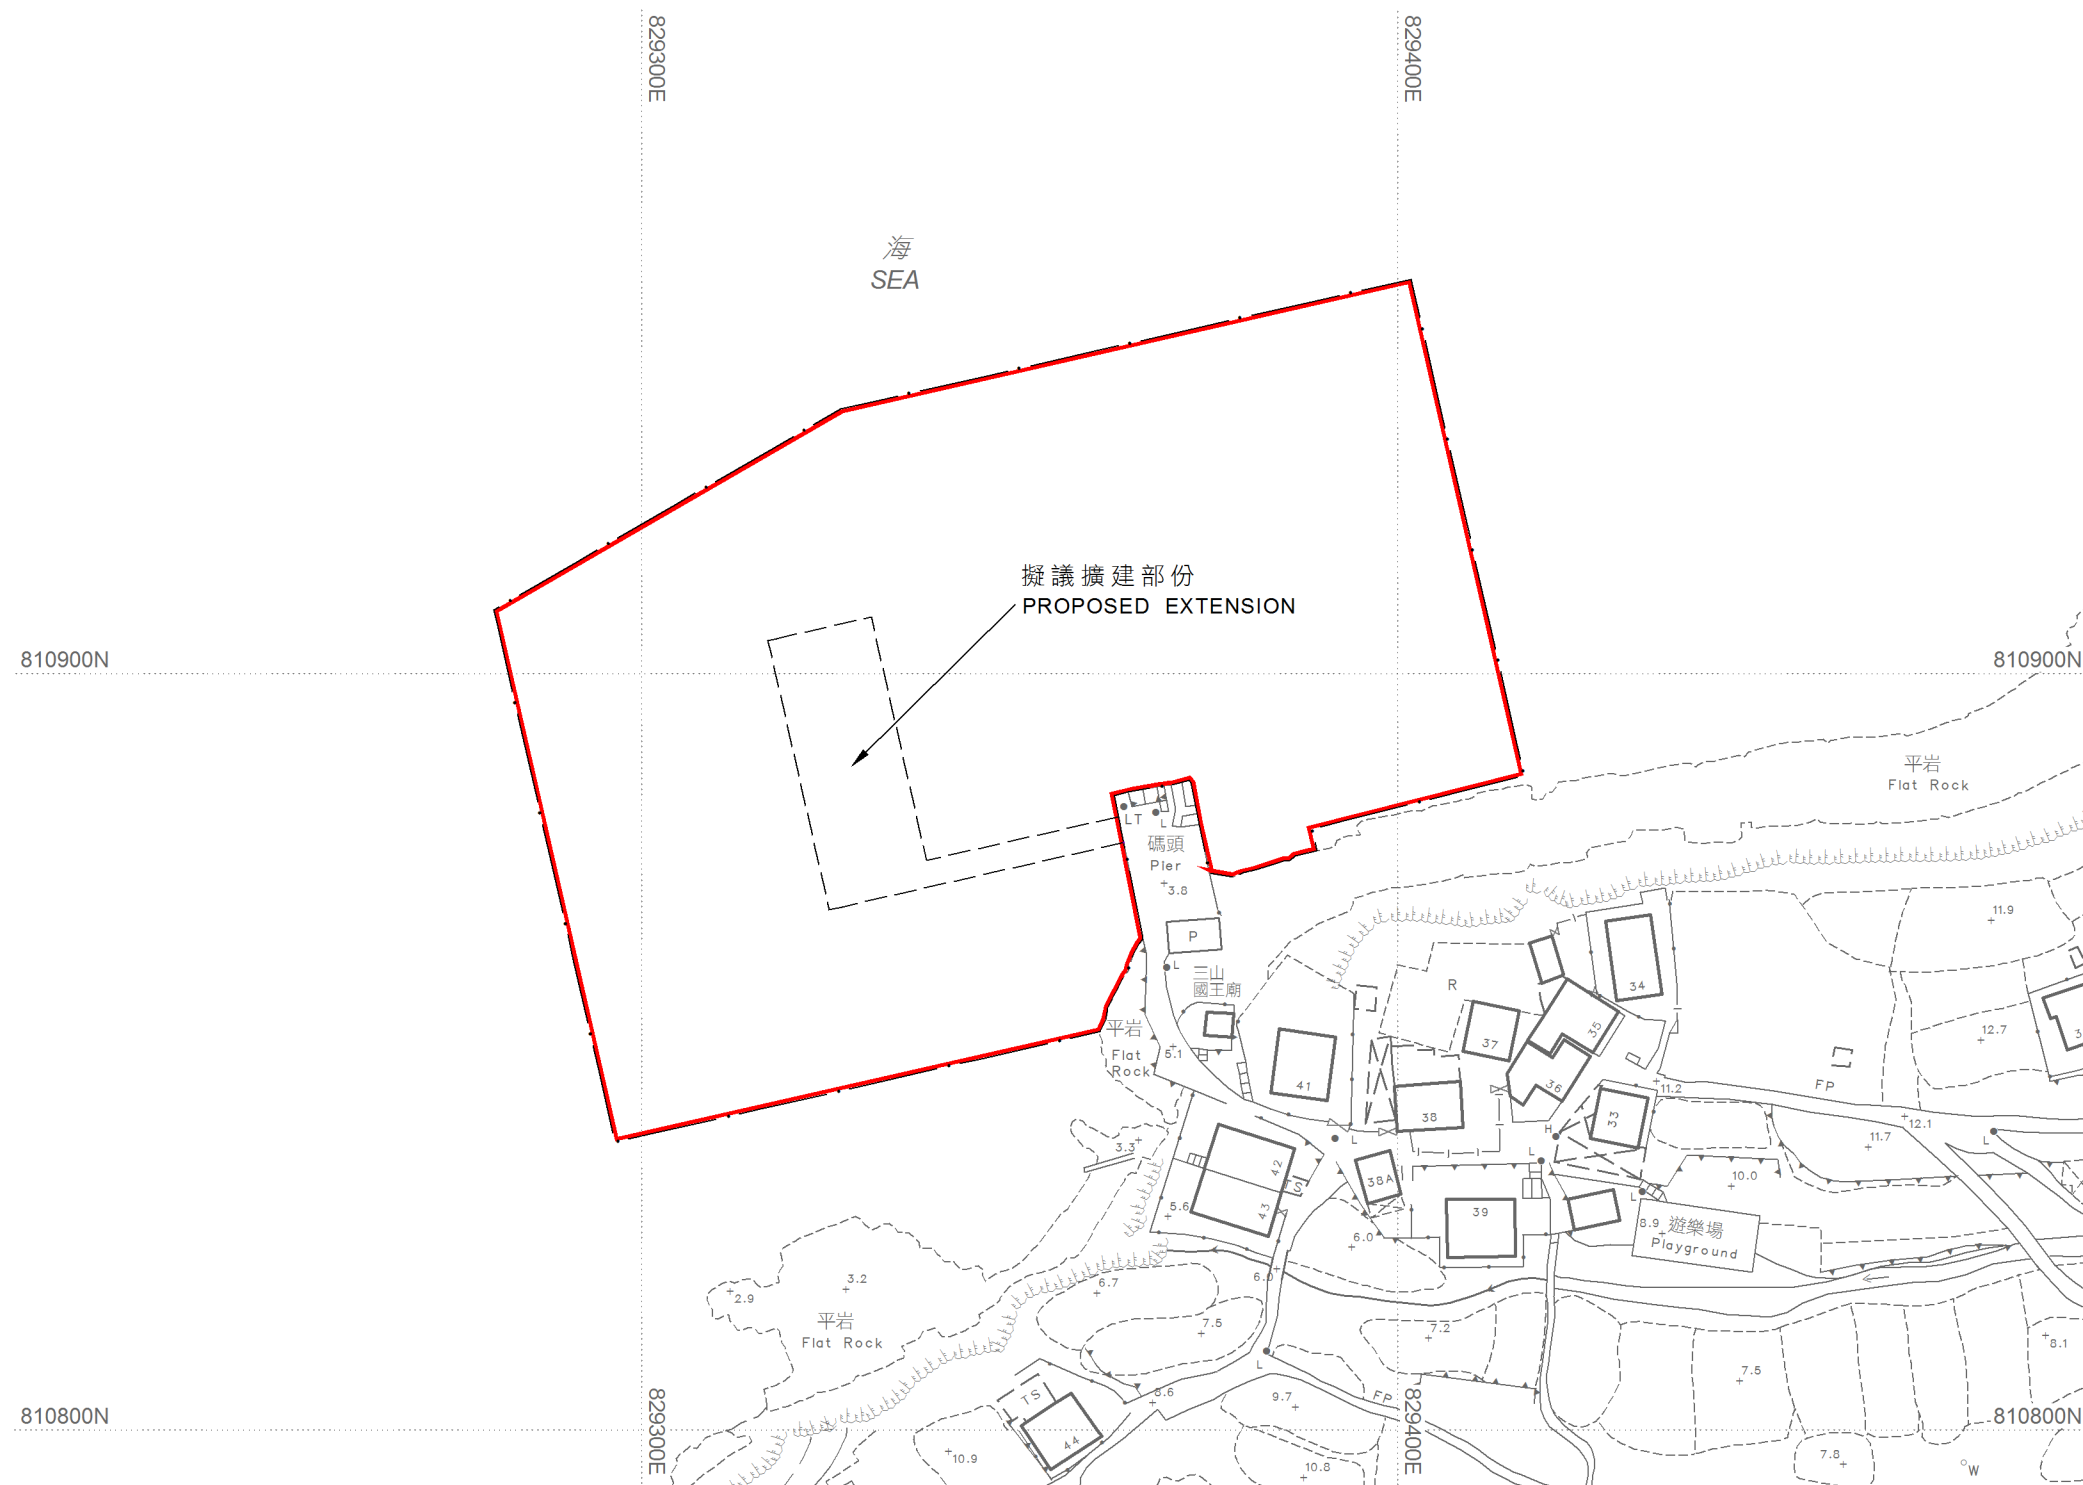 829300E
829400E
海
SEA
擬議擴建部份
PROPOSED EXTENSION
810900N
810900N
平岩
Flat Rock
LT
L
碼頭
Pier
3.8
11.9
P
L
三山
國王廟
R
34
35
37
36
12.7
3
平岩
Flat
Rock
5.1
41
38
33
11.2
FP
12.1
11.7
L
H
L
L
3.3
42
43
TS
38A
5.6
39
L
10.0
8.9
遊樂場
Playground
6.0
6.0
6.7
3.2
2.9
平岩
Flat Rock
7.5
7.2
8.1
7.5
L
TS
8.6
9.7
FP
44
829300E
829400E
810800N
810800N
10.9
10.8
7.8
W